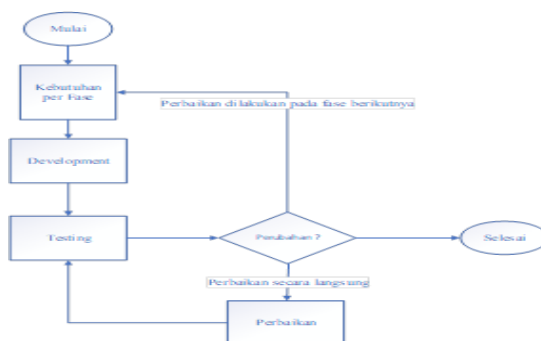 Mulai
Kebutuhan
per Fase
Perbaikan dilakukan pada fase berikutnya
Development
Testing
Perubahan ?
Selesai
Perbaikan secara langsung
Perbaikan